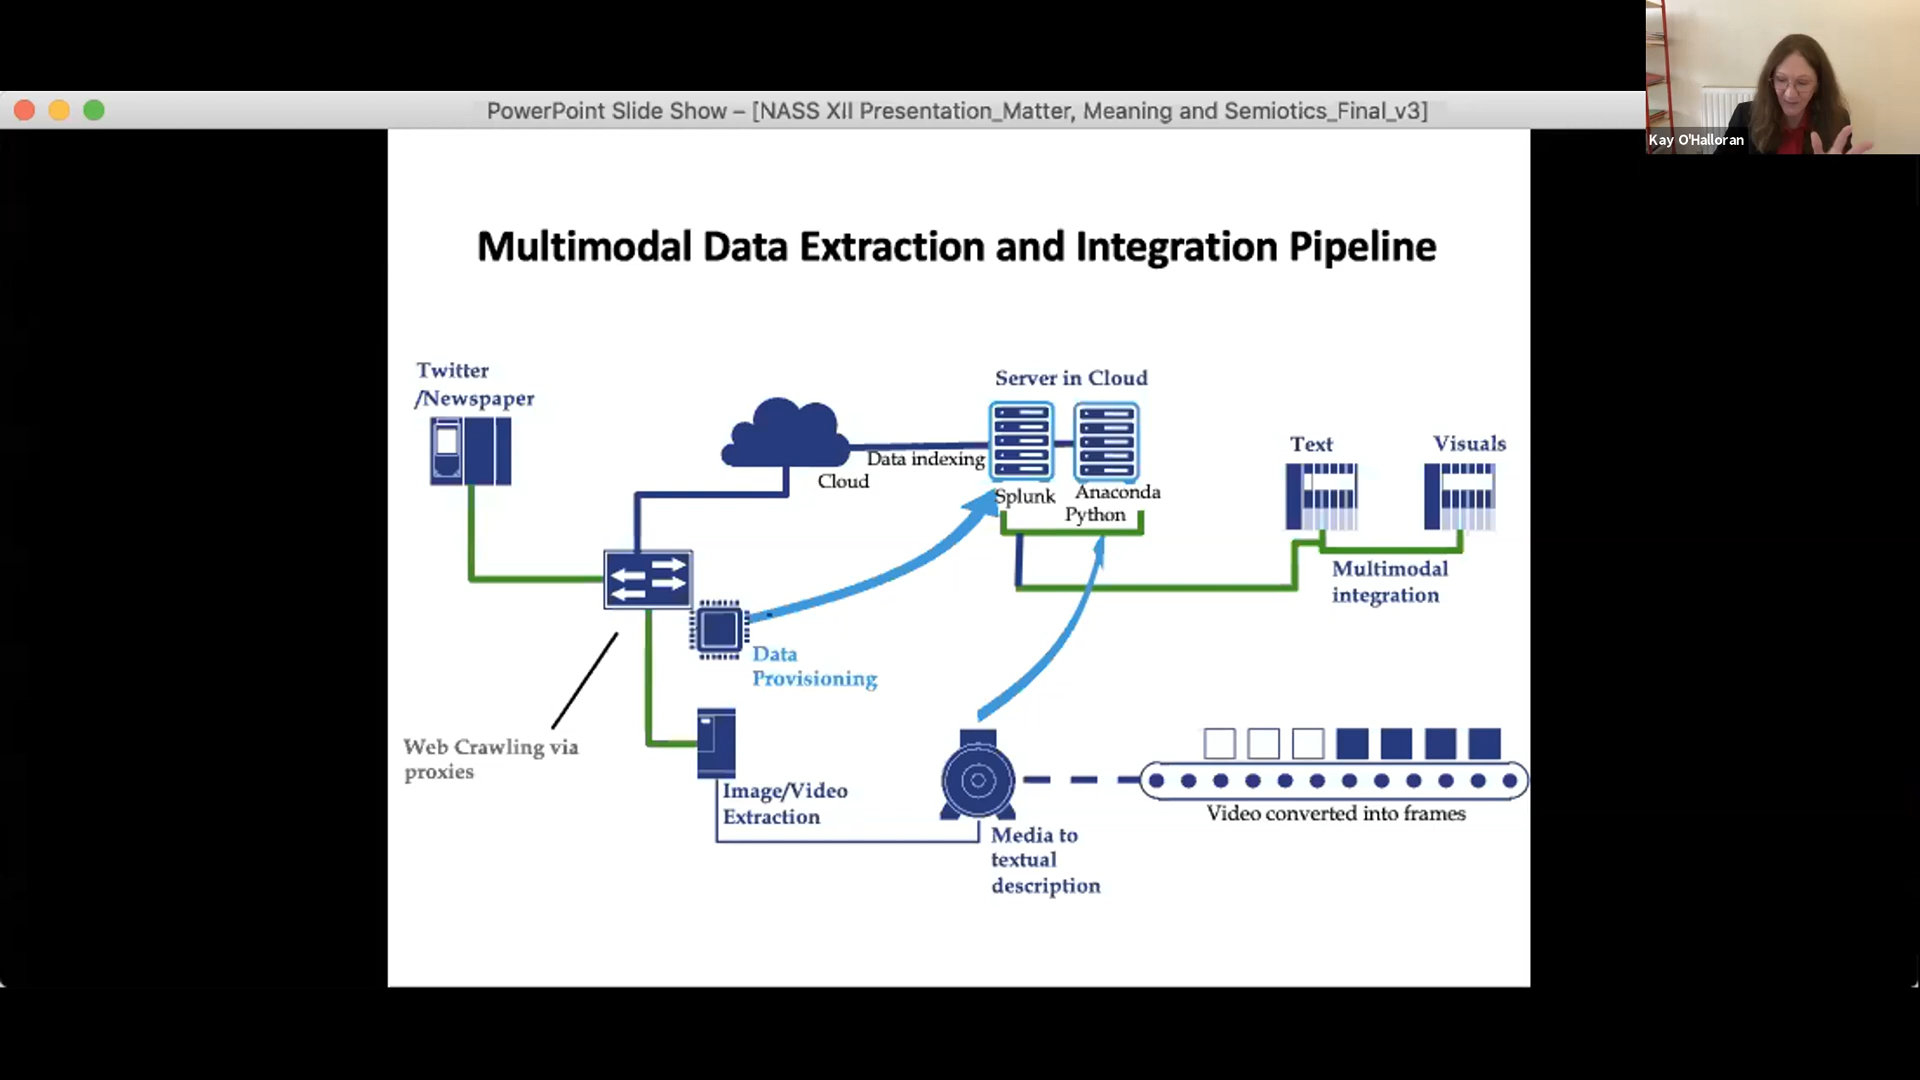 PowerPoint Slide Show – [NASS XII Presentation_Matter, Meaning and Semiotics_Final_v3]
Kay O'Halloran
Multimodal Data Extraction and Integration Pipeline
Twitter
/Newspaper
Cloud
Data indexing
Server in Cloud
Splunk
Anaconda
Python
Text
Visuals
Multimodal
integration
Data
Provisioning
Web Crawling via
proxies
Image/Video
Extraction
Media to
textual
description
Video converted into frames